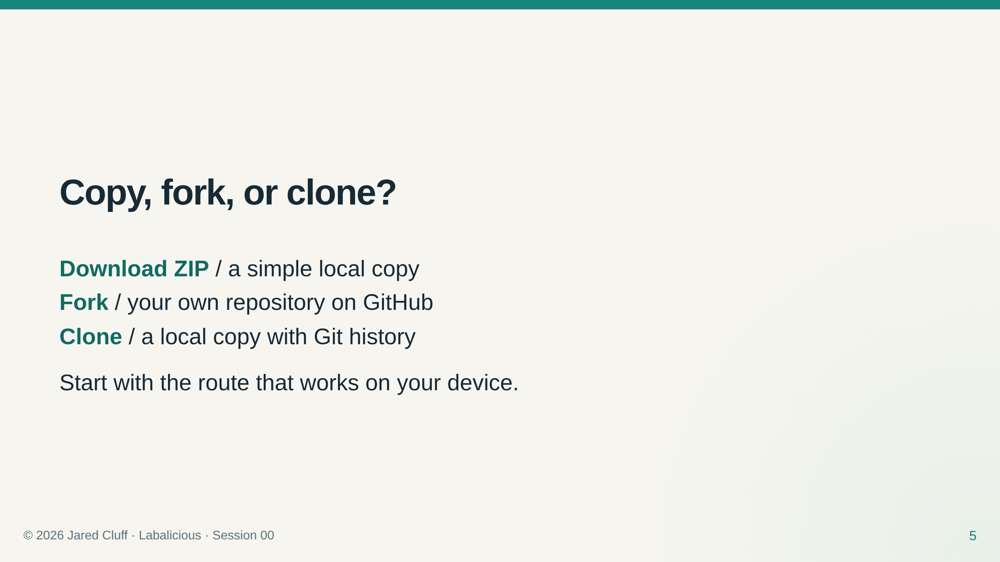 Copy, fork, or clone?
Download ZIP / a simple local copy
Fork / your own repository on GitHub
Clone / a local copy with Git history
Start with the route that works on your device.
© 2026 Jared Cluff · Labalicious · Session 00
5